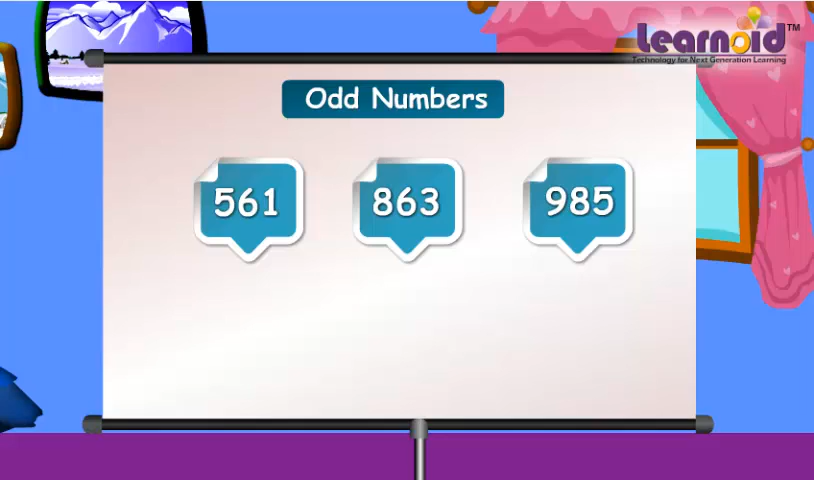 Learnoid™
Technology for Next Generation Learning
Odd Numbers
561 863 985